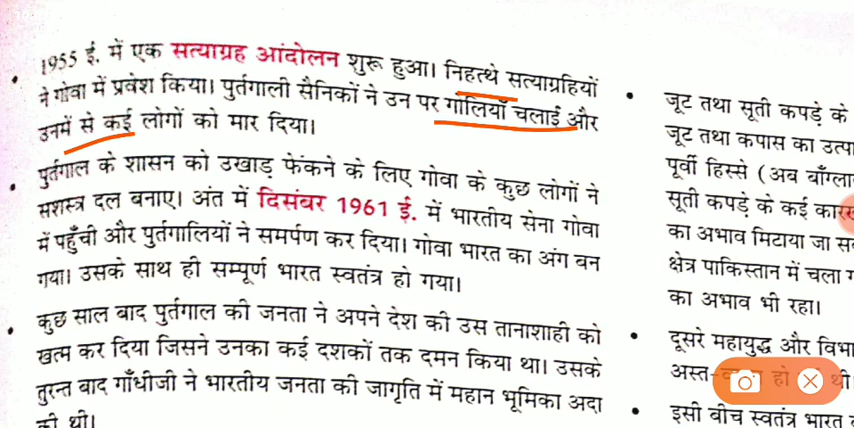 1955 ई. में एक सत्याग्रह आंदोलन शुरू हुआ। निहत्थे सत्याग्रहियों
ने गोवा में प्रवेश किया। पुर्तगाली सैनिकों ने उन पर गोलियाँ चलाई और
उनमें से कई लोगों को मार दिया।
पुर्तगाल के शासन को उखाड़ फेंकने के लिए गोवा के कुछ लोगों ने
सशस्त्र दल बनाए। अंत में दिसंबर 1961 ई. में भारतीय सेना गोवा
में पहुँची और पुर्तगालियों ने समर्पण कर दिया। गोवा भारत का अंग बन
गया। उसके साथ ही सम्पूर्ण भारत स्वतंत्र हो गया।
कुछ साल बाद पुर्तगाल की जनता ने अपने देश की उस तानाशाही को
खत्म कर दिया जिसने उनका कई दशकों तक दमन किया था। उसके
तुरन्त बाद गाँधीजी ने भारतीय जनता की जागृति में महान भूमिका अदा
की थी।
जूट तथा सूती कपड़े के
जूट तथा कपास का
पूर्वी हिस्से (अब
सूती कपड़े के कई
का अभाव मिटाया जा
क्षेत्र पाकिस्तान में चला
का अभाव भी रहा।
दूसरे महायुद्ध और
हो
इसी बीच स्वतंत्र भारत